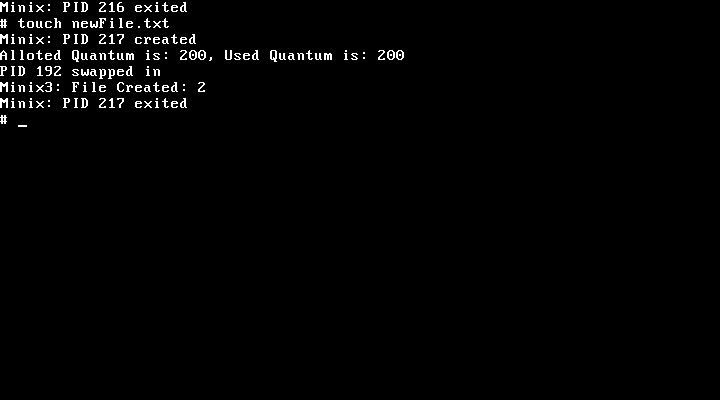 Minix: PID 216 exited
# touch newFile.txt
Minix: PID 217 created
Alloted Quantum is: 200, Used Quantum is: 200
PID 192 swapped in
Minix3: File Created: 2
Minix: PID 217 exited
# _